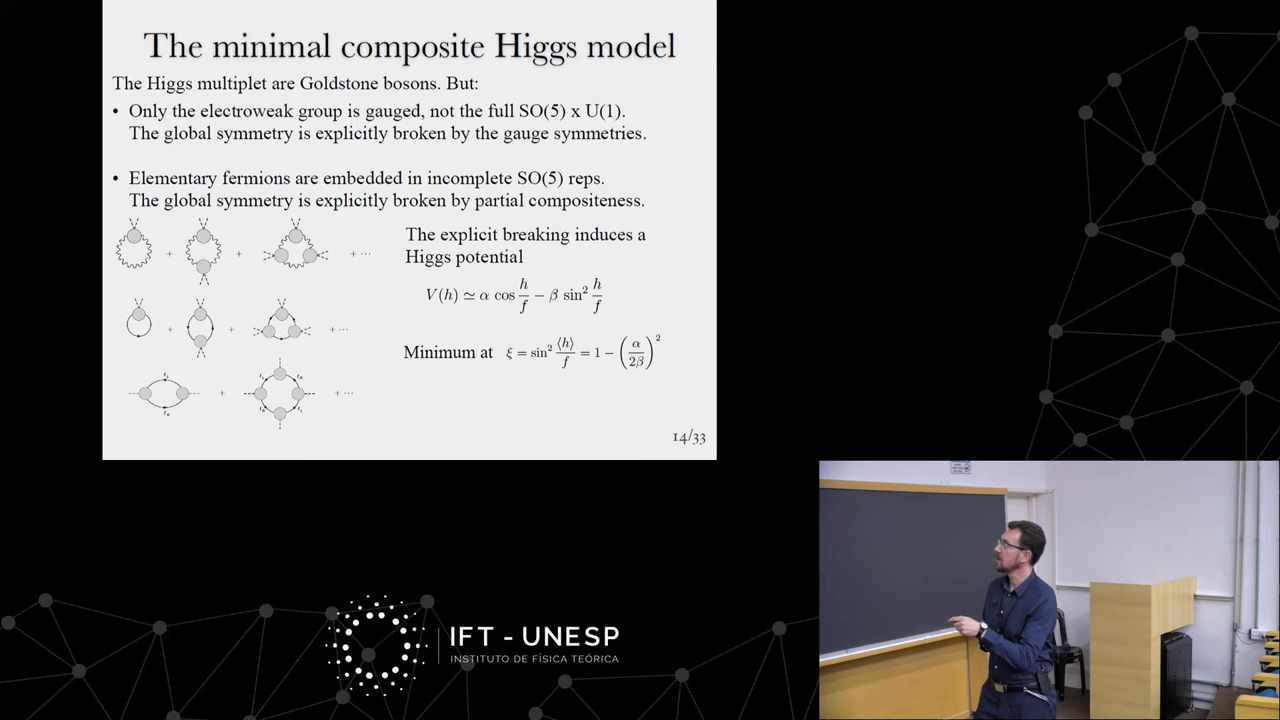 The minimal composite Higgs model
The Higgs multiplet are Goldstone bosons. But:
• Only the electroweak group is gauged, not the full SO(5) x U(1).
The global symmetry is explicitly broken by the gauge symmetries.
• Elementary fermions are embedded in incomplete SO(5) reps.
The global symmetry is explicitly broken by partial compositeness.
The explicit breaking induces a
Higgs potential
V(h) ≃ α cos h/f − β sin² h/f
Minimum at ξ = sin² ⟨h⟩/f = 1 − (α/2β)²
+ + + ···
+ + + ···
+ + ···
14/33
IFT - UNESP
INSTITUTO DE FÍSICA TEÓRICA